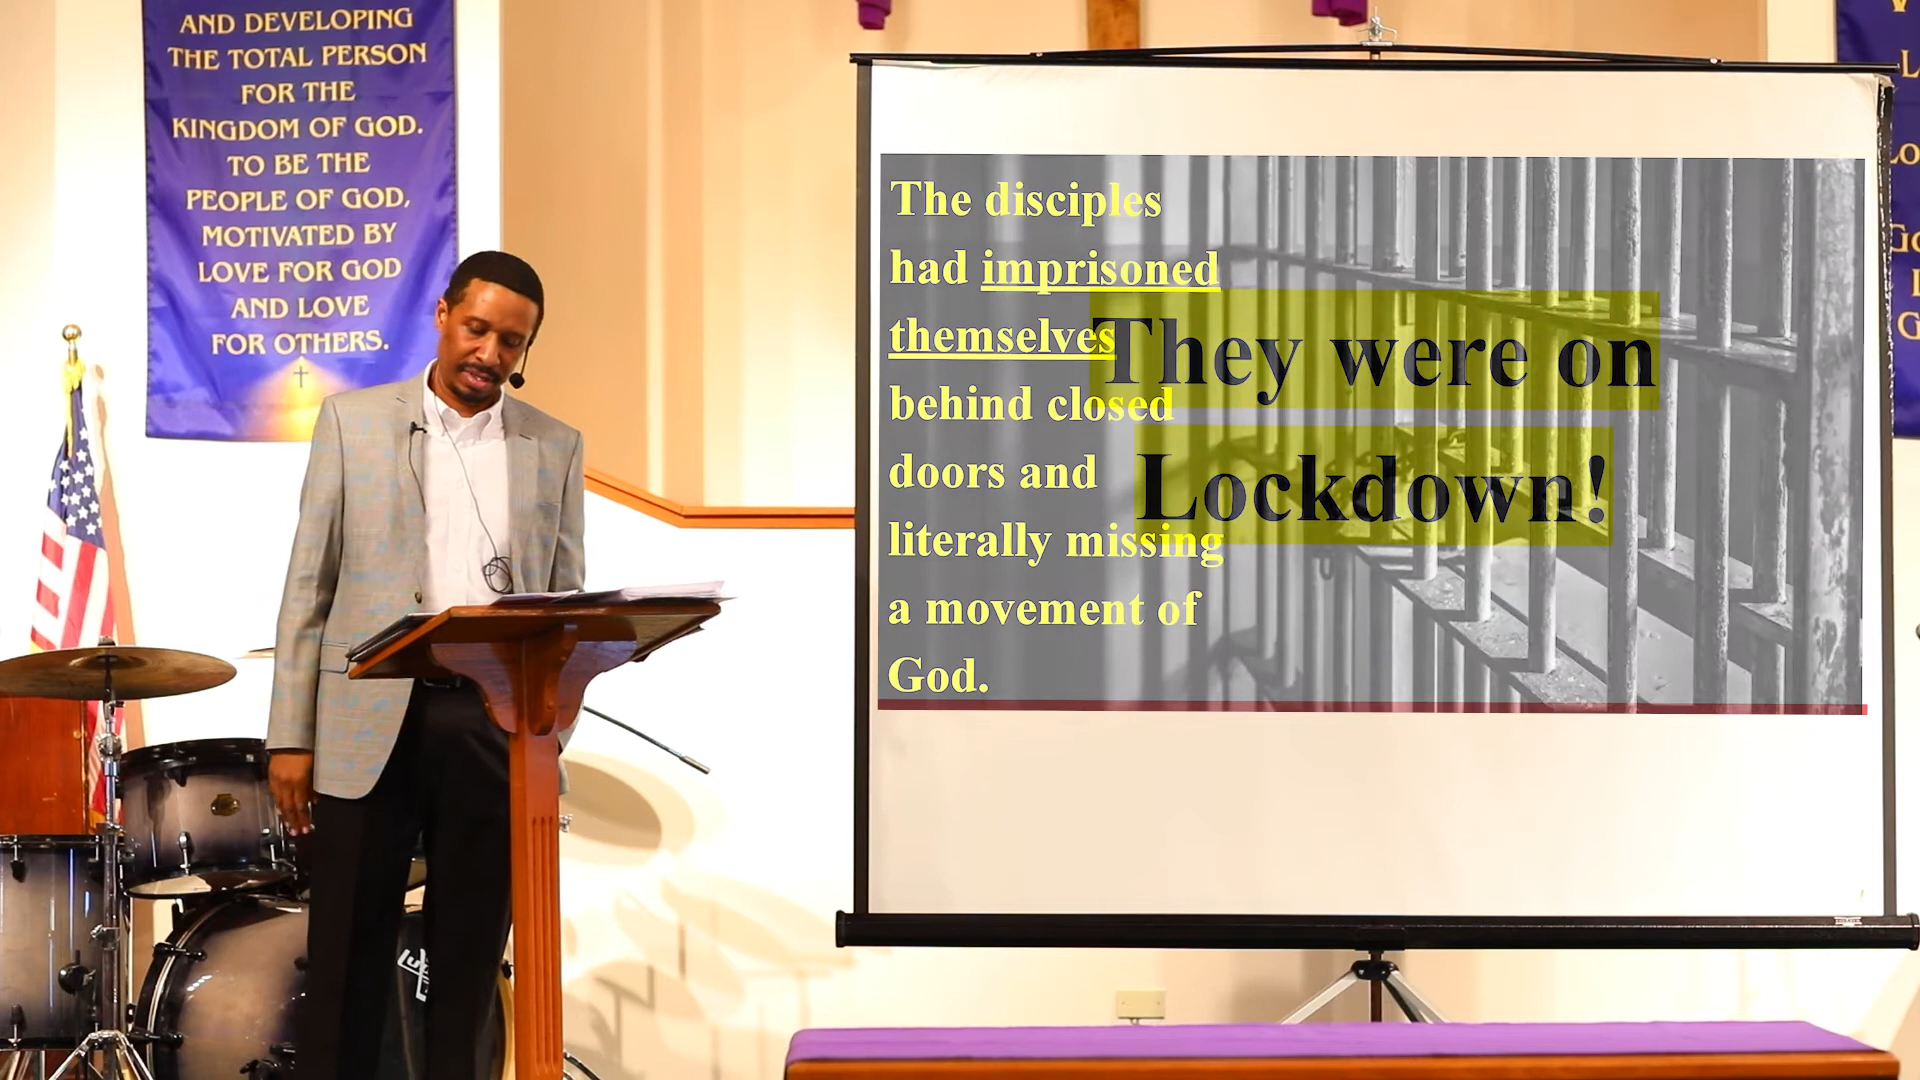 AND DEVELOPING
THE TOTAL PERSON
FOR THE
KINGDOM OF GOD.
TO BE THE
PEOPLE OF GOD,
MOTIVATED BY
LOVE FOR GOD
AND LOVE
FOR OTHERS.
The disciples
had imprisoned
themselves
behind closed
doors and
literally missing
a movement of
God.
They were on
Lockdown!